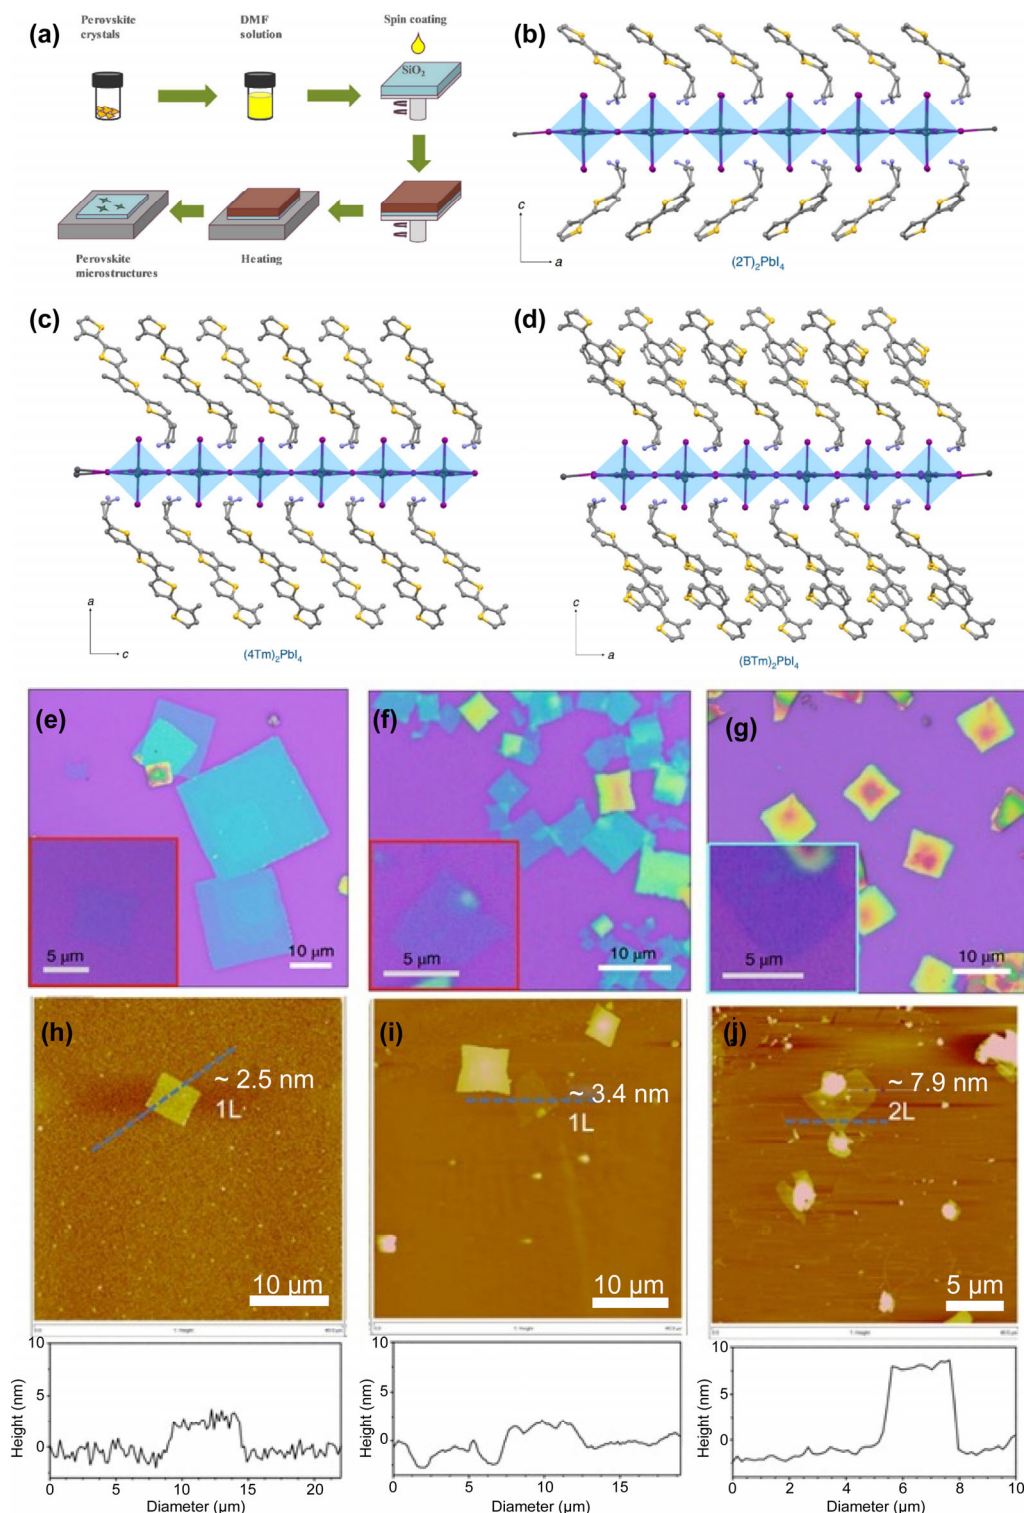 (a)
Perovskite
crystals
DMF
solution
Spin coating
SiO₂
Perovskite
microstructures
Heating
(b)
c
a
(2T)₂PbI₄
(c)
a
c
(4Tm)₂PbI₄
(d)
c
a
(BTm)₂PbI₄
(e)
5 µm
10 µm
(f)
5 µm
10 µm
(g)
5 µm
10 µm
(h)
~ 2.5 nm
1L
10 µm
(i)
~ 3.4 nm
1L
10 µm
(j)
~ 7.9 nm
2L
5 µm
Height (nm)
10
5
0
0 5 10 15 20
Diameter (µm)
Height (nm)
10
5
0
0 5 10 15
Diameter (µm)
Height (nm)
10
5
0
0 2 4 6 8 10
Diameter (µm)